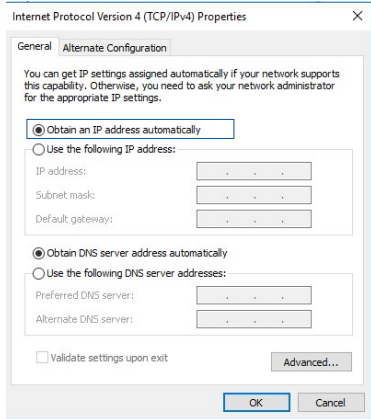 Internet Protocol Version 4 (TCP/IPv4) Properties
General Alternate Configuration
You can get IP settings assigned automatically if your network supports
this capability. Otherwise, you need to ask your network administrator
for the appropriate IP settings.
Obtain an IP address automatically
Use the following IP address:
IP address:
Subnet mask:
Default gateway:
Obtain DNS server address automatically
Use the following DNS server addresses:
Preferred DNS server:
Alternate DNS server:
Validate settings upon exit
Advanced...
OK Cancel